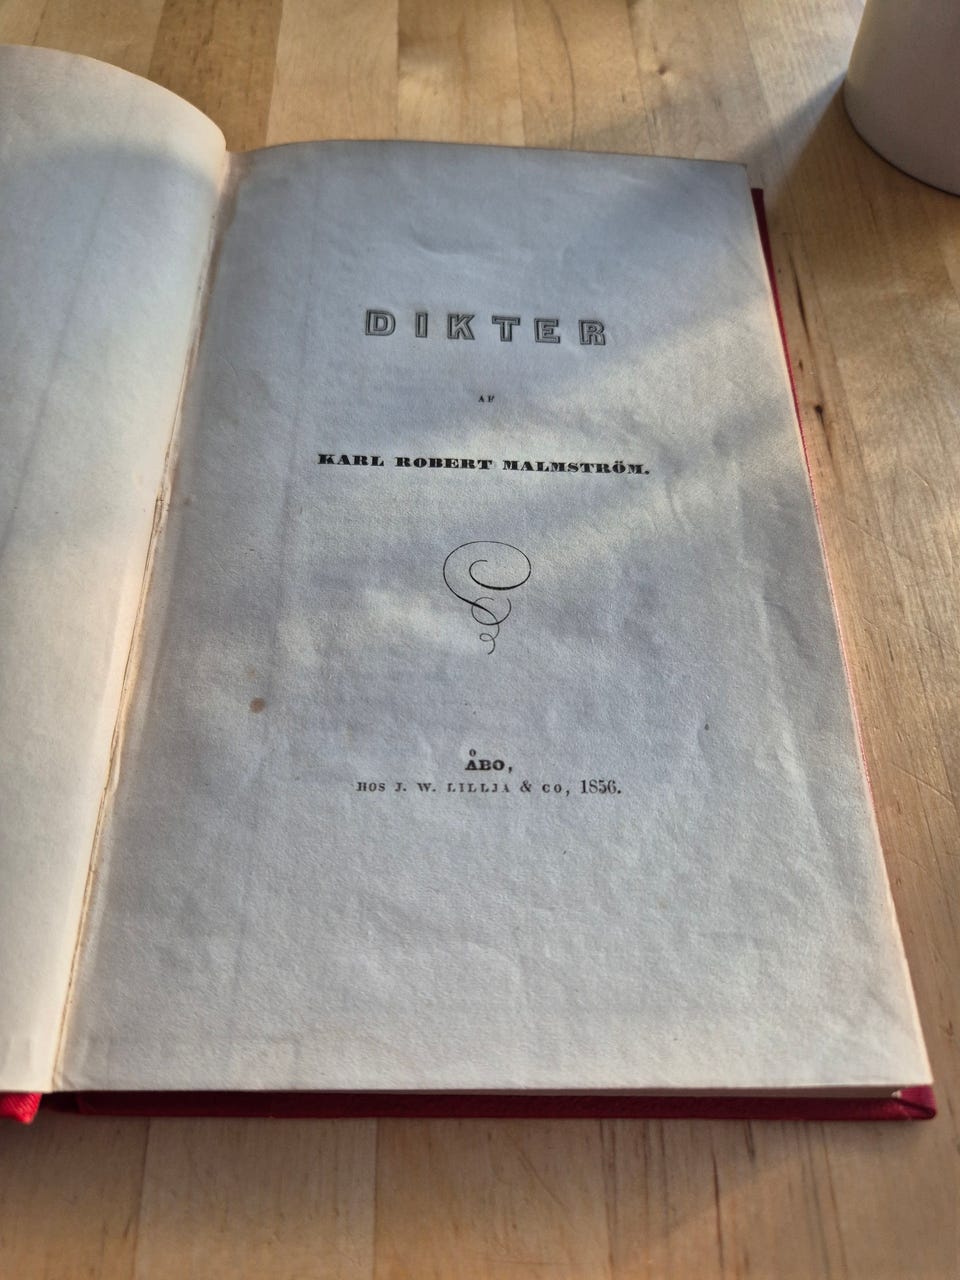 DIKTER
AF
KARL ROBERT MALMSTRÖM.
ÅBO,
HOS J. W. LILLJA & CO, 1856.